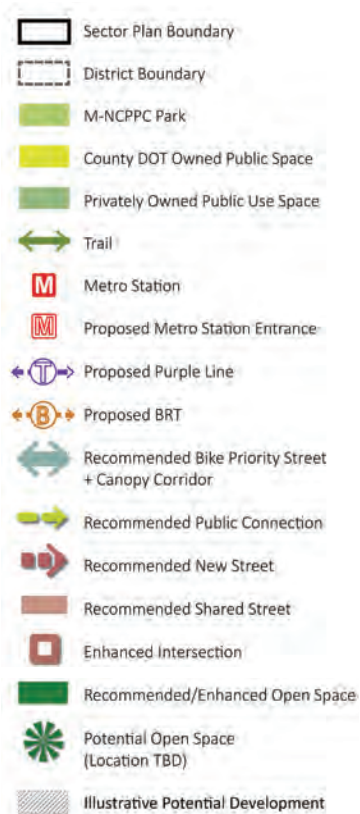 Sector Plan Boundary
District Boundary
M-NCPPC Park
County DOT Owned Public Space
Privately Owned Public Use Space
Trail
M Metro Station
M Proposed Metro Station Entrance
T Proposed Purple Line
B Proposed BRT
Recommended Bike Priority Street
+ Canopy Corridor
Recommended Public Connection
Recommended New Street
Recommended Shared Street
Enhanced Intersection
Recommended/Enhanced Open Space
Potential Open Space
(Location TBD)
Illustrative Potential Development